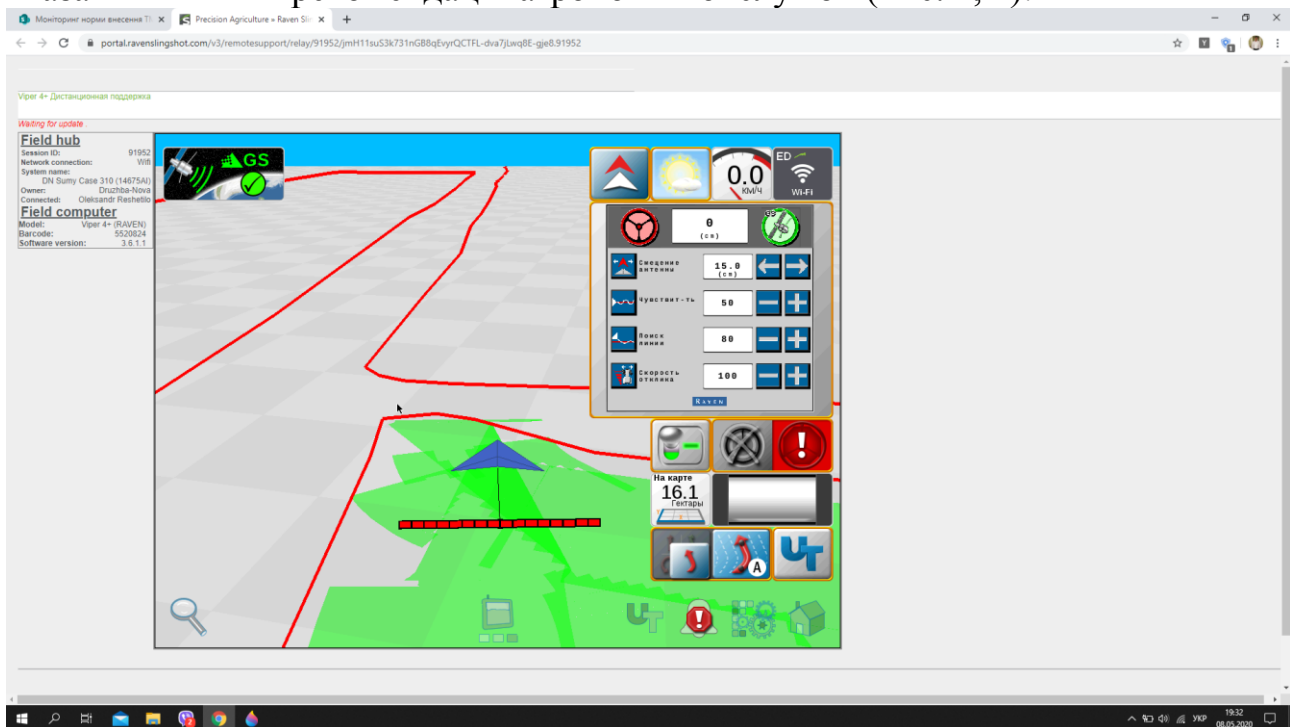 Моніторинг норми внесення Th
Precision Agriculture » Raven Slin
portal.ravenslingshot.com/v3/remotesupport/relay/91952/jmH11suS3k731nGB8qEvyrQCTFL-dva7jLwq8E-gje8.91952
Viper 4+ Дистанционная поддержка
Waiting for update .
Field hub
Session ID: 91952
Network connection: Wifi
System name:
DN Sumy Case 310 (14675AI)
Owner: Druzhba-Nova
Connected: Oleksandr Reshetilo
Field computer
Model: Viper 4+ (RAVEN)
Barcode: 5520824
Software version: 3.6.1.1
GS
0.0
КМ/Ч
ED
Wi-Fi
0
(см)
GS
Смещение
антенны
15.0
(см)
Чувствит-ть
50
Поиск
линии
80
Скорость
отклика
100
RAVEN
На карте
16.1
Гектары
A
UT
UT
УКР
19:32
08.05.2020